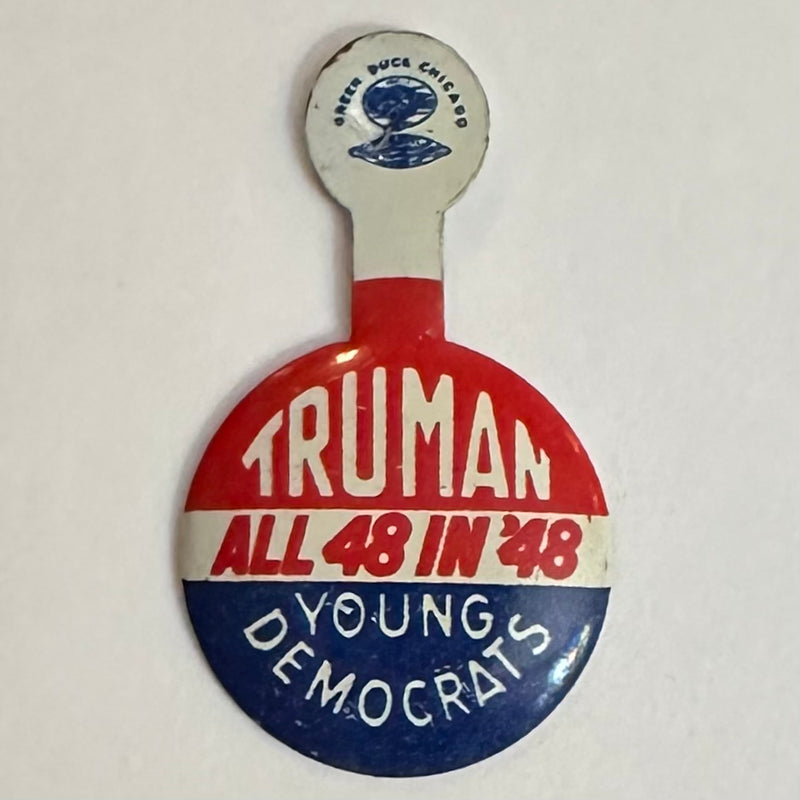 GREEN DUCK CHICAGO
TRUMAN
ALL 48 IN '48
YOUNG
DEMOCRATS